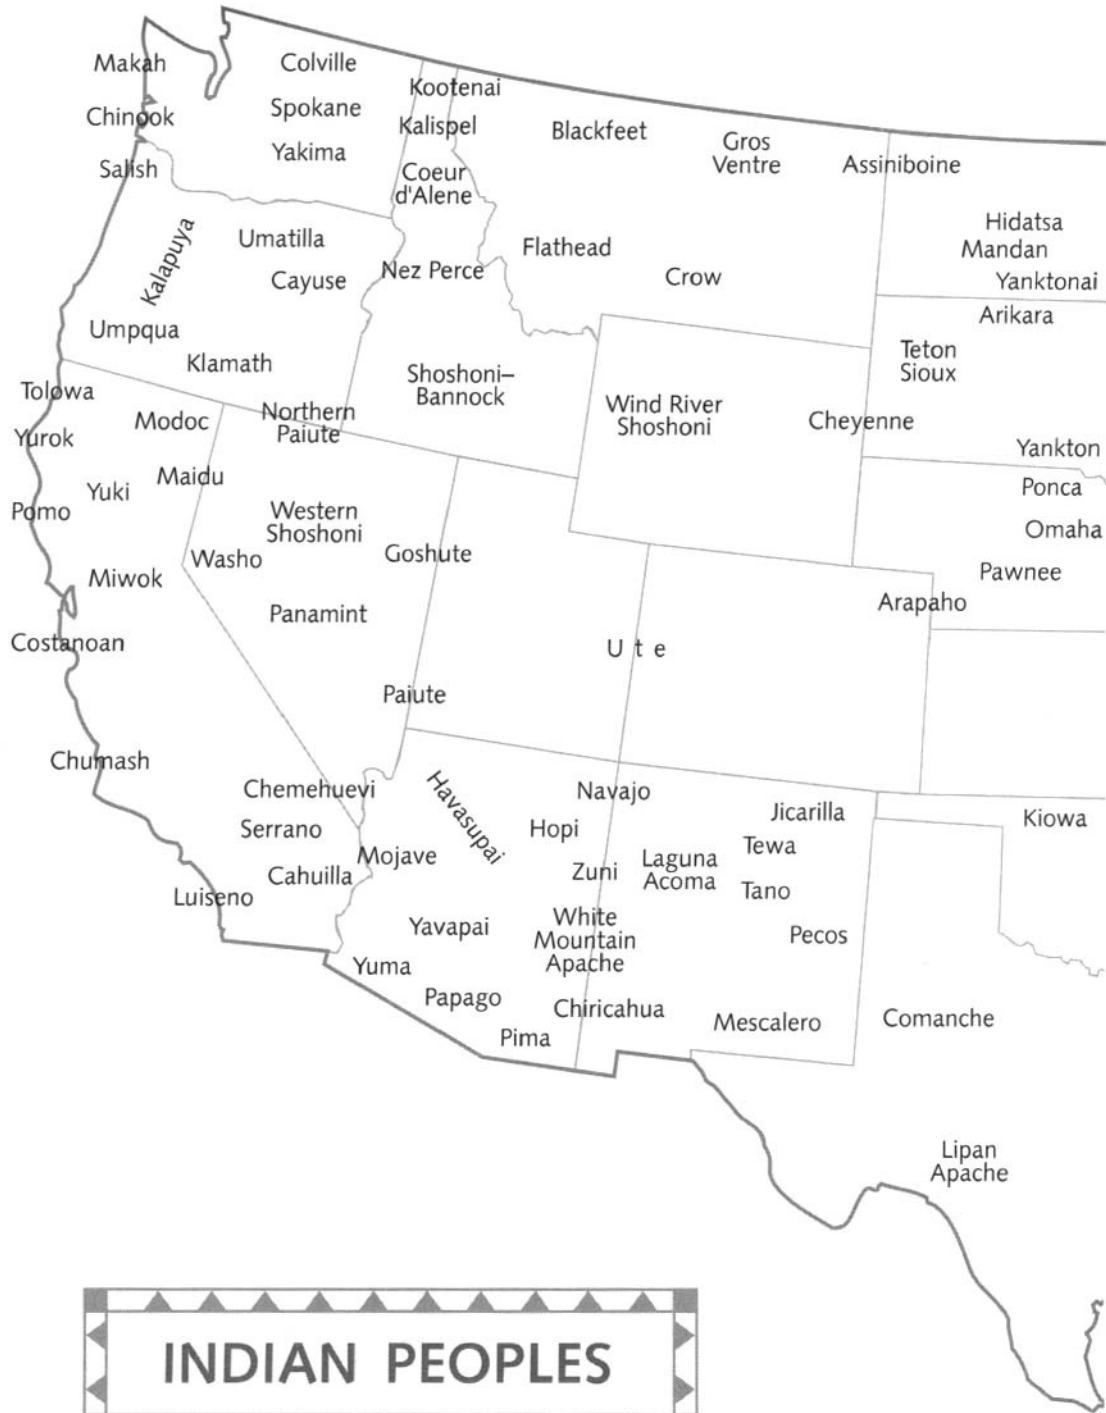 Makah
Colville
Kootenai
Chinook
Spokane
Kalispel
Blackfeet
Gros
Ventre
Assiniboine
Salish
Yakima
Coeur
d'Alene
Hidatsa
Mandan
Yanktonai
Kalapuya
Umatilla
Cayuse
Nez Perce
Flathead
Crow
Arikara
Umpqua
Klamath
Teton
Sioux
Tolowa
Modoc
Northern
Paiute
Shoshoni–
Bannock
Wind River
Shoshoni
Cheyenne
Yurok
Yankton
Yuki
Maidu
Ponca
Pomo
Western
Shoshoni
Omaha
Miwok
Washo
Goshute
Pawnee
Panamint
Arapaho
Costanoan
Ute
Paiute
Chumash
Chemehuevi
Havasupai
Navajo
Jicarilla
Kiowa
Serrano
Hopi
Tewa
Mojave
Laguna
Acoma
Cahuilla
Zuni
Tano
Luiseno
Yavapai
White
Mountain
Apache
Pecos
Yuma
Papago
Chiricahua
Mescalero
Comanche
Pima
Lipan
Apache
INDIAN PEOPLES